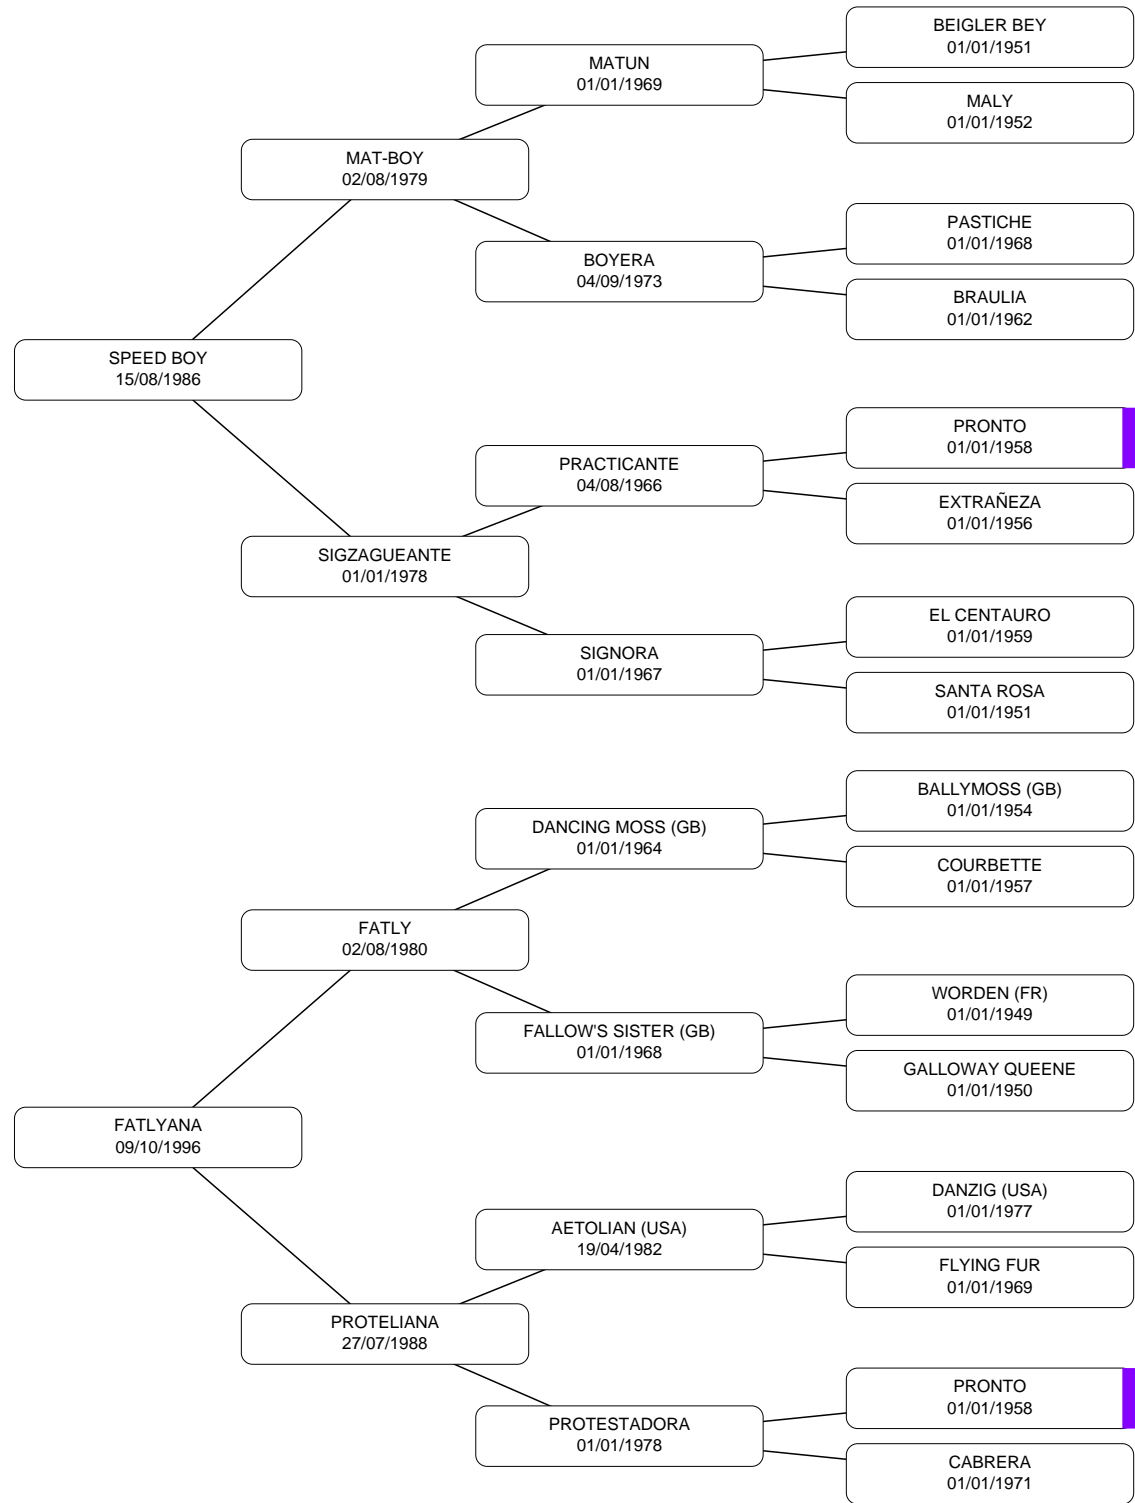 BEIGLER BEY
01/01/1951
MATUN
01/01/1969
MALY
01/01/1952
MAT-BOY
02/08/1979
PASTICHE
01/01/1968
BOYERA
04/09/1973
BRAULIA
01/01/1962
SPEED BOY
15/08/1986
PRONTO
01/01/1958
PRACTICANTE
04/08/1966
EXTRAÑEZA
01/01/1956
SIGZAGUEANTE
01/01/1978
EL CENTAURO
01/01/1959
SIGNORA
01/01/1967
SANTA ROSA
01/01/1951
BALLYMOSS (GB)
01/01/1954
DANCING MOSS (GB)
01/01/1964
COURBETTE
01/01/1957
FATLY
02/08/1980
WORDEN (FR)
01/01/1949
FALLOW'S SISTER (GB)
01/01/1968
GALLOWAY QUEENE
01/01/1950
FATLYANA
09/10/1996
DANZIG (USA)
01/01/1977
AETOLIAN (USA)
19/04/1982
FLYING FUR
01/01/1969
PROTELIANA
27/07/1988
PRONTO
01/01/1958
PROTESTADORA
01/01/1978
CABRERA
01/01/1971